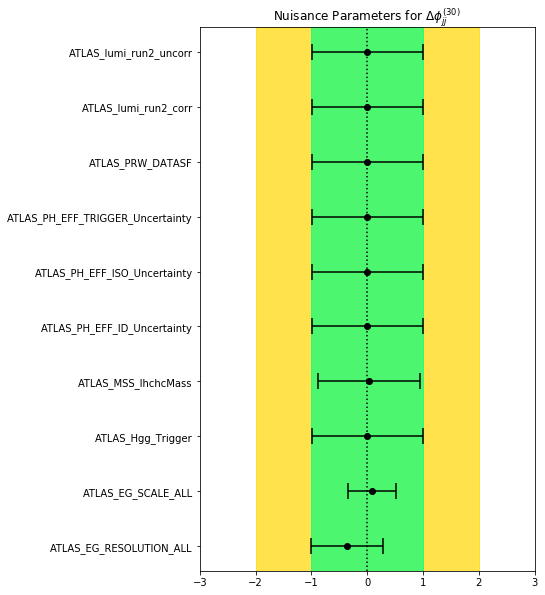 Nuisance Parameters for Δϕ_jj^(30)
ATLAS_lumi_run2_uncorr
ATLAS_lumi_run2_corr
ATLAS_PRW_DATASF
ATLAS_PH_EFF_TRIGGER_Uncertainty
ATLAS_PH_EFF_ISO_Uncertainty
ATLAS_PH_EFF_ID_Uncertainty
ATLAS_MSS_lhchcMass
ATLAS_Hgg_Trigger
ATLAS_EG_SCALE_ALL
ATLAS_EG_RESOLUTION_ALL
−3 −2 −1 0 1 2 3